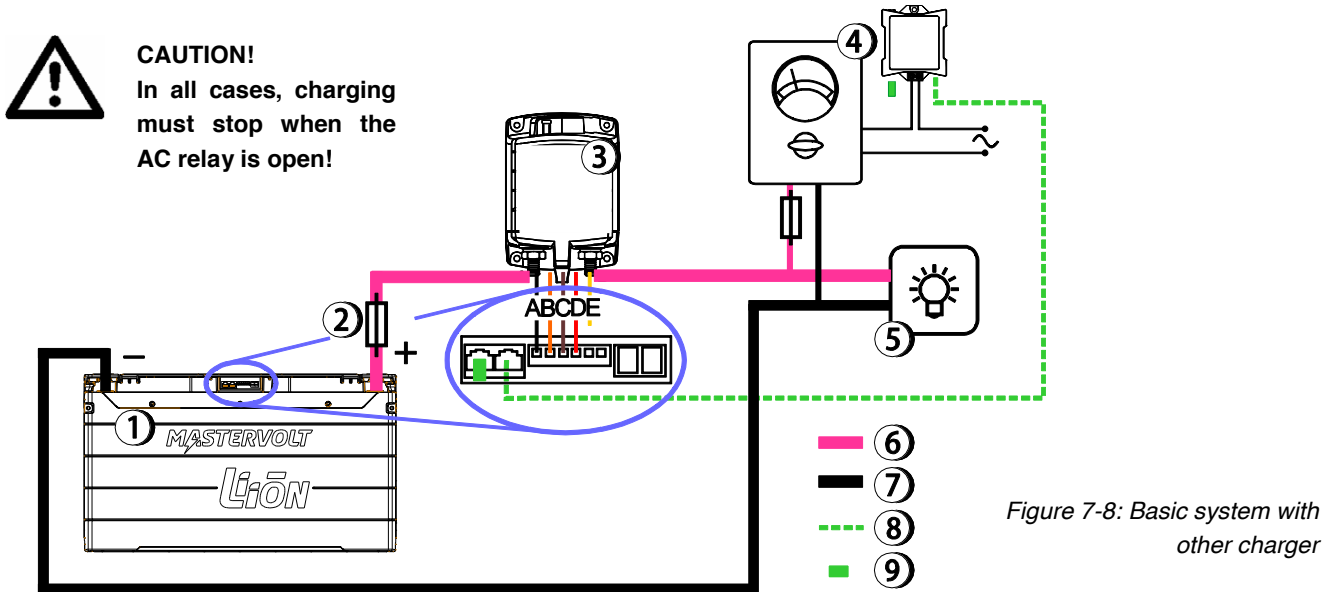 CAUTION!
In all cases, charging
must stop when the
AC relay is open!
4
3
ABCDE
2
5
− +
1
MASTERVOLT
LiıōN
6
7
8
9
Figure 7-8: Basic system with
other charger